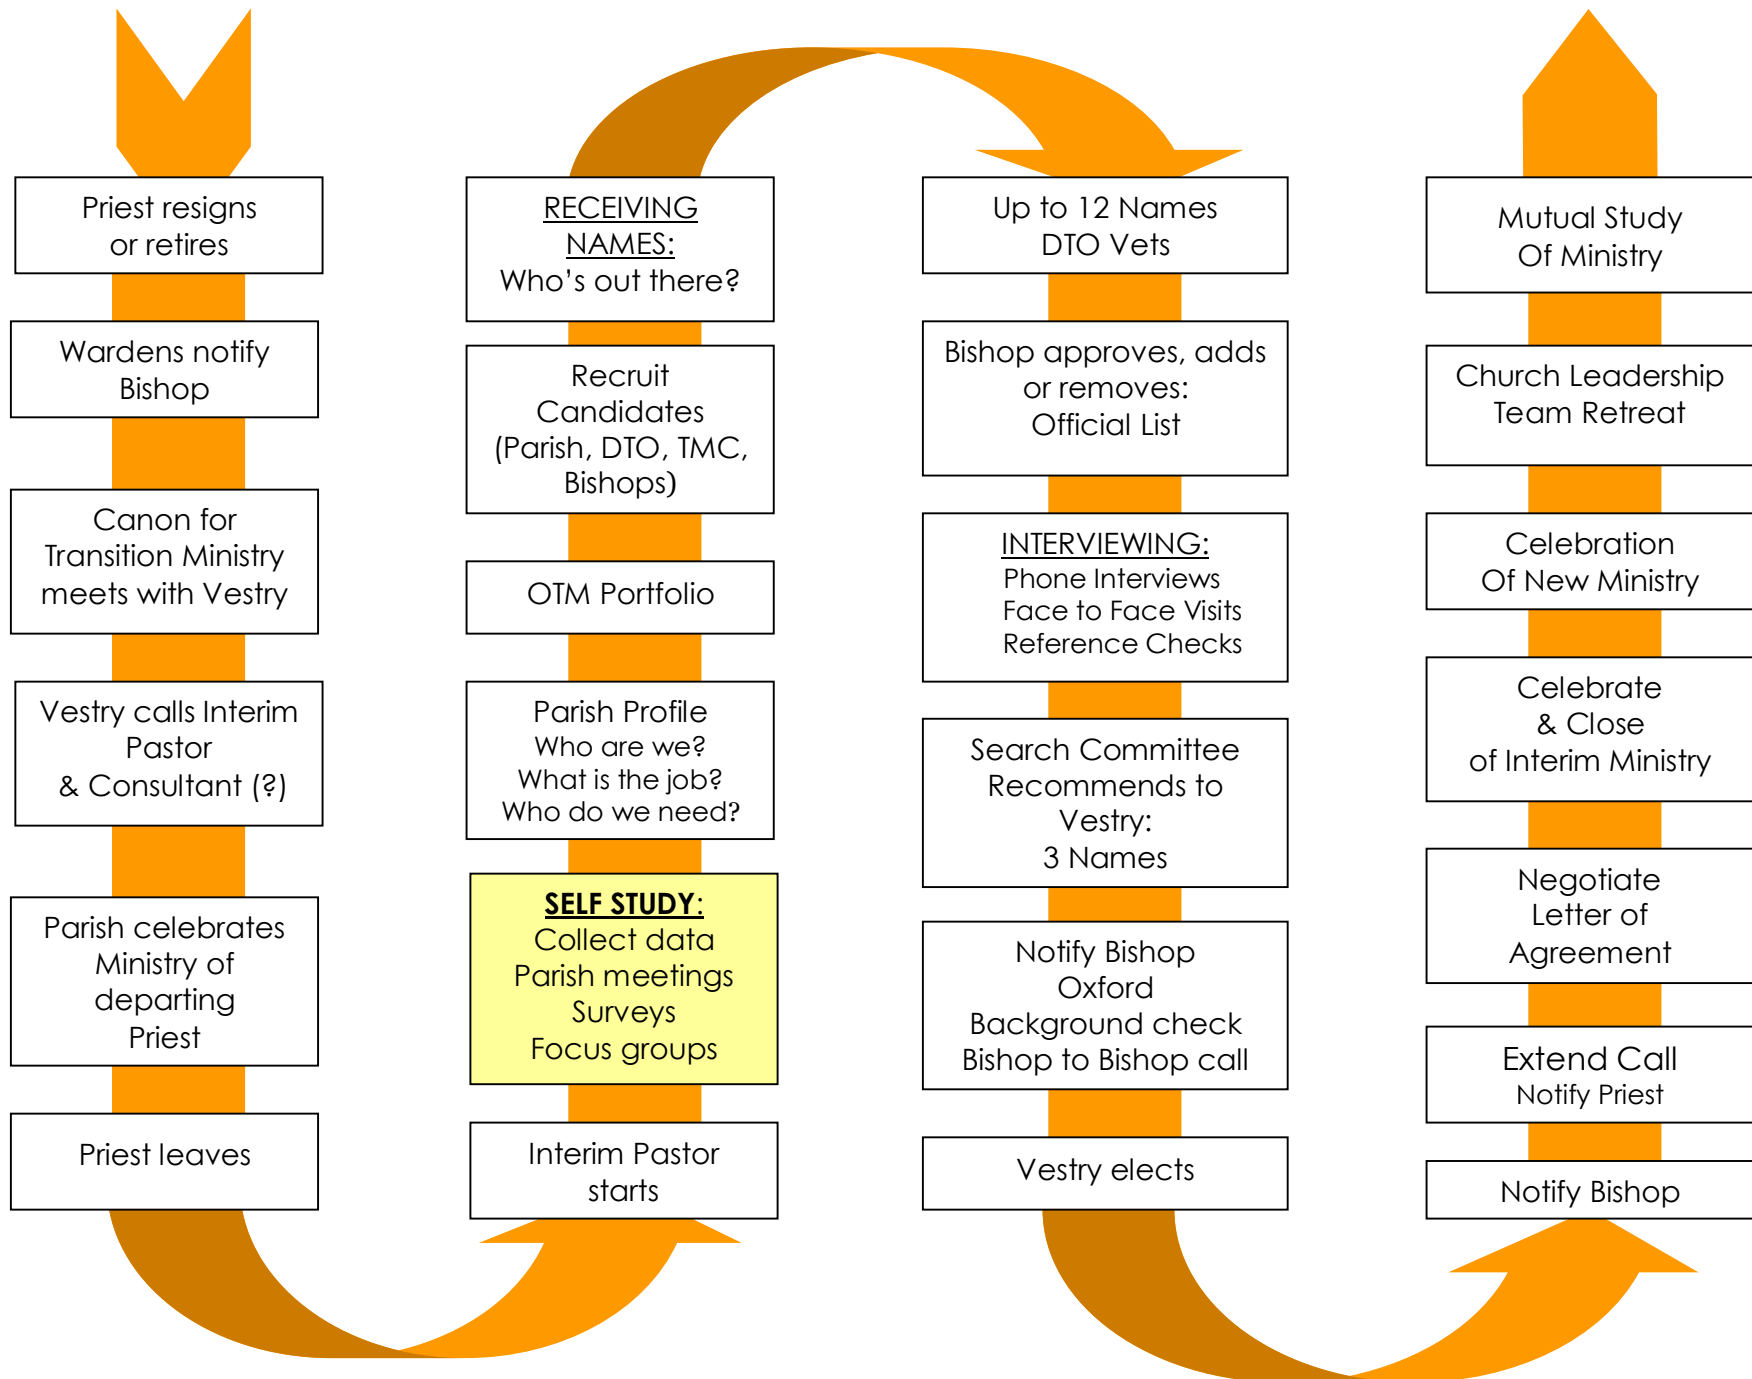 Priest resigns
or retires
Wardens notify
Bishop
Canon for
Transition Ministry
meets with Vestry
Vestry calls Interim
Pastor
& Consultant (?)
Parish celebrates
Ministry of
departing
Priest
Priest leaves
Interim Pastor
starts
SELF STUDY:
Collect data
Parish meetings
Surveys
Focus groups
Parish Profile
Who are we?
What is the job?
Who do we need?
OTM Portfolio
Recruit
Candidates
(Parish, DTO, TMC,
Bishops)
RECEIVING
NAMES:
Who's out there?
Up to 12 Names
DTO Vets
Bishop approves, adds
or removes:
Official List
INTERVIEWING:
Phone Interviews
Face to Face Visits
Reference Checks
Search Committee
Recommends to
Vestry:
3 Names
Notify Bishop
Oxford
Background check
Bishop to Bishop call
Vestry elects
Notify Bishop
Extend Call
Notify Priest
Negotiate
Letter of
Agreement
Celebrate
& Close
of Interim Ministry
Celebration
Of New Ministry
Church Leadership
Team Retreat
Mutual Study
Of Ministry